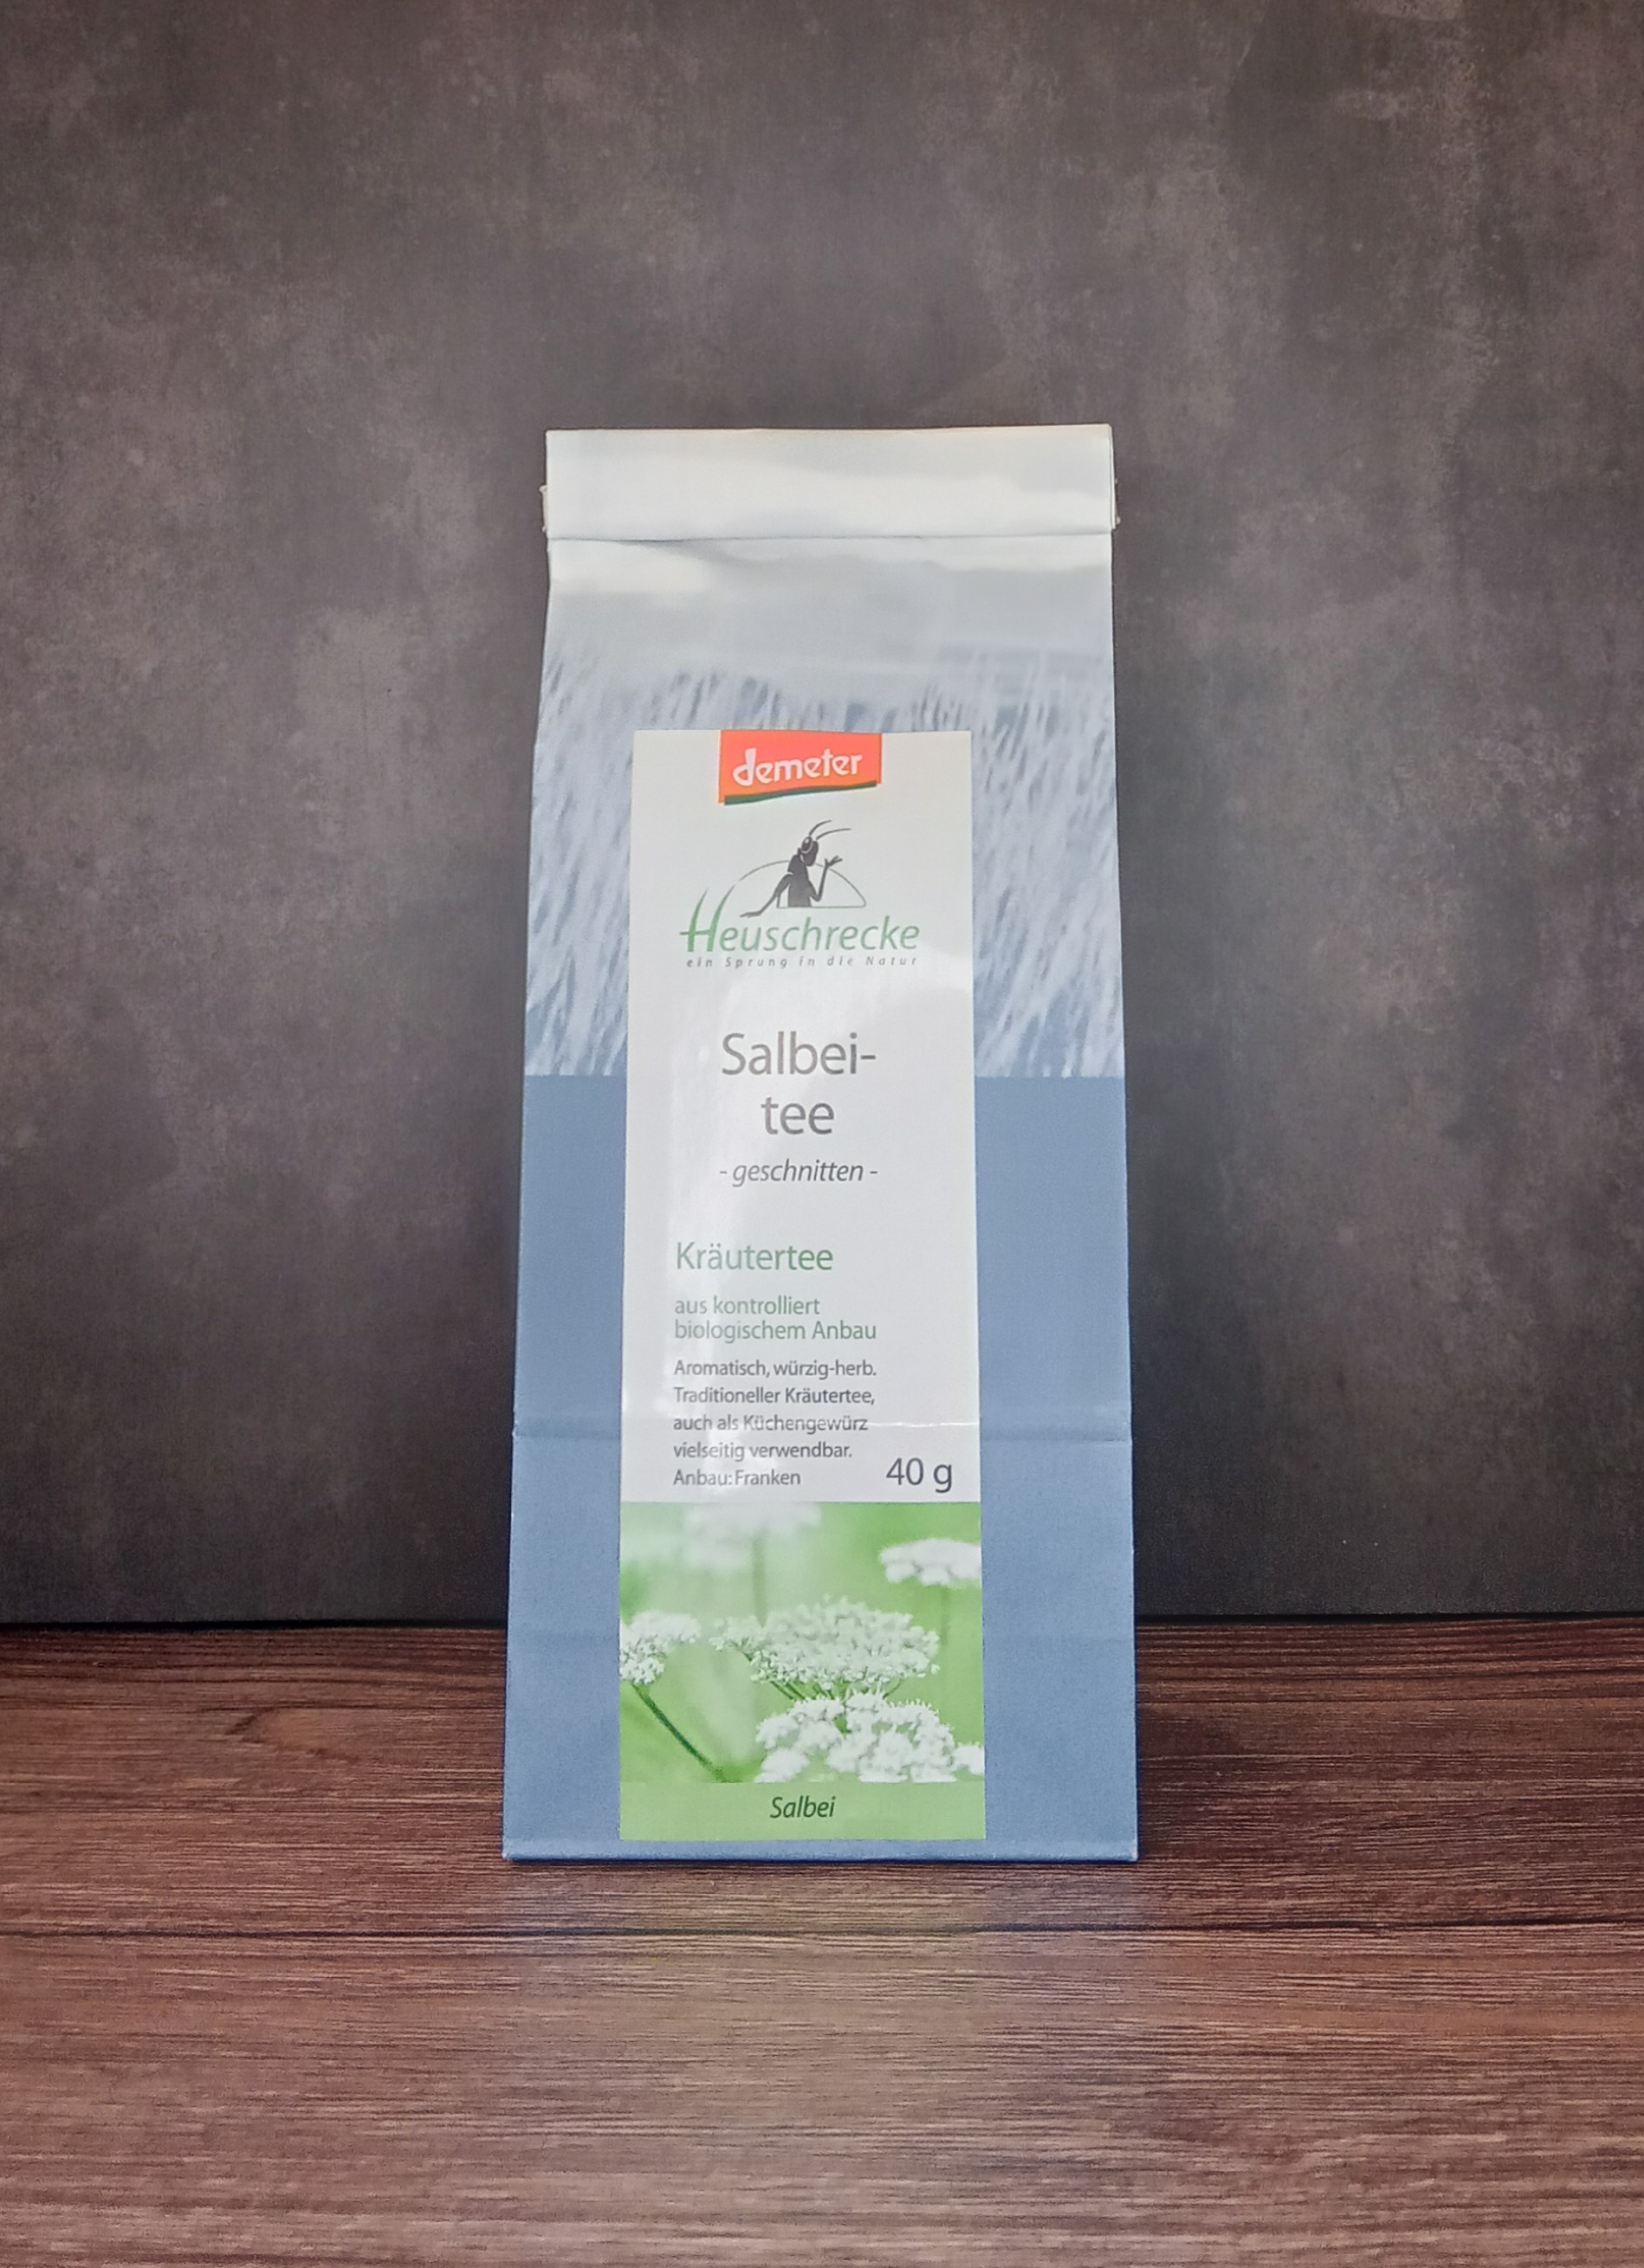 demeter
Heuschrecke
ein Sprung in die Natur
Salbei-
tee
- geschnitten -
Kräutertee
aus kontrolliert
biologischem Anbau
Aromatisch, würzig-herb.
Traditioneller Kräutertee,
auch als Küchengewürz
vielseitig verwendbar.
Anbau: Franken
40 g
Salbei